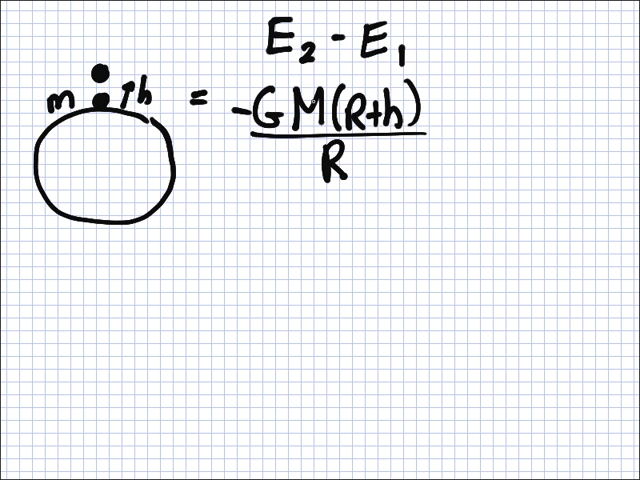 E₂ - E₁
m ↑h = -GM(R+h)
R